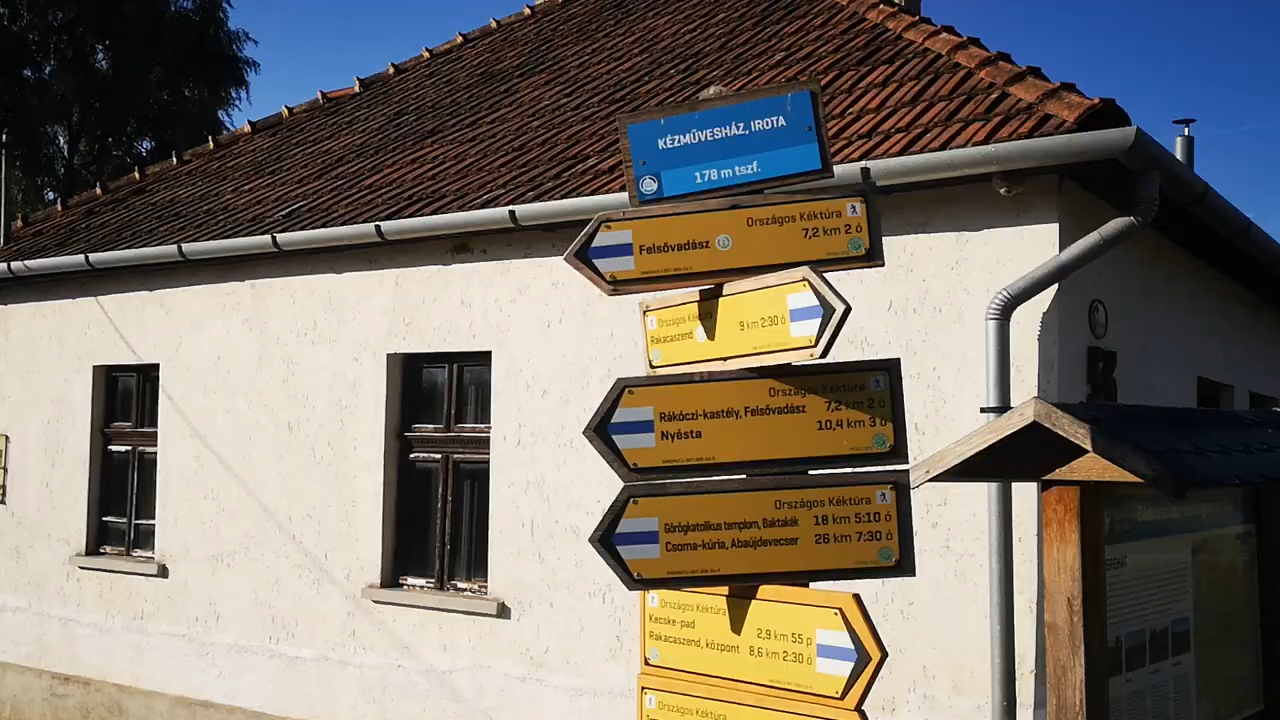 KÉZMŰVESHÁZ, IROTA
178 m tszf.
Országos Kéktúra
Felsővadász 7,2 km 2 ó
Országos Kéktúra
Rakacaszend 9 km 2:30 ó
Országos Kéktúra
Rákóczi-kastély, Felsővadász 7,2 km 2 ó
Nyésta 10,4 km 3 ó
Országos Kéktúra
Görögkatolikus templom, Baktakék 18 km 5:10 ó
Csoma-kúria, Abaújdevecser 26 km 7:30 ó
Országos Kéktúra
Kecske-pad 2,9 km 55 p
Rakacaszend, központ 8,6 km 2:30 ó
Országos Kéktúra